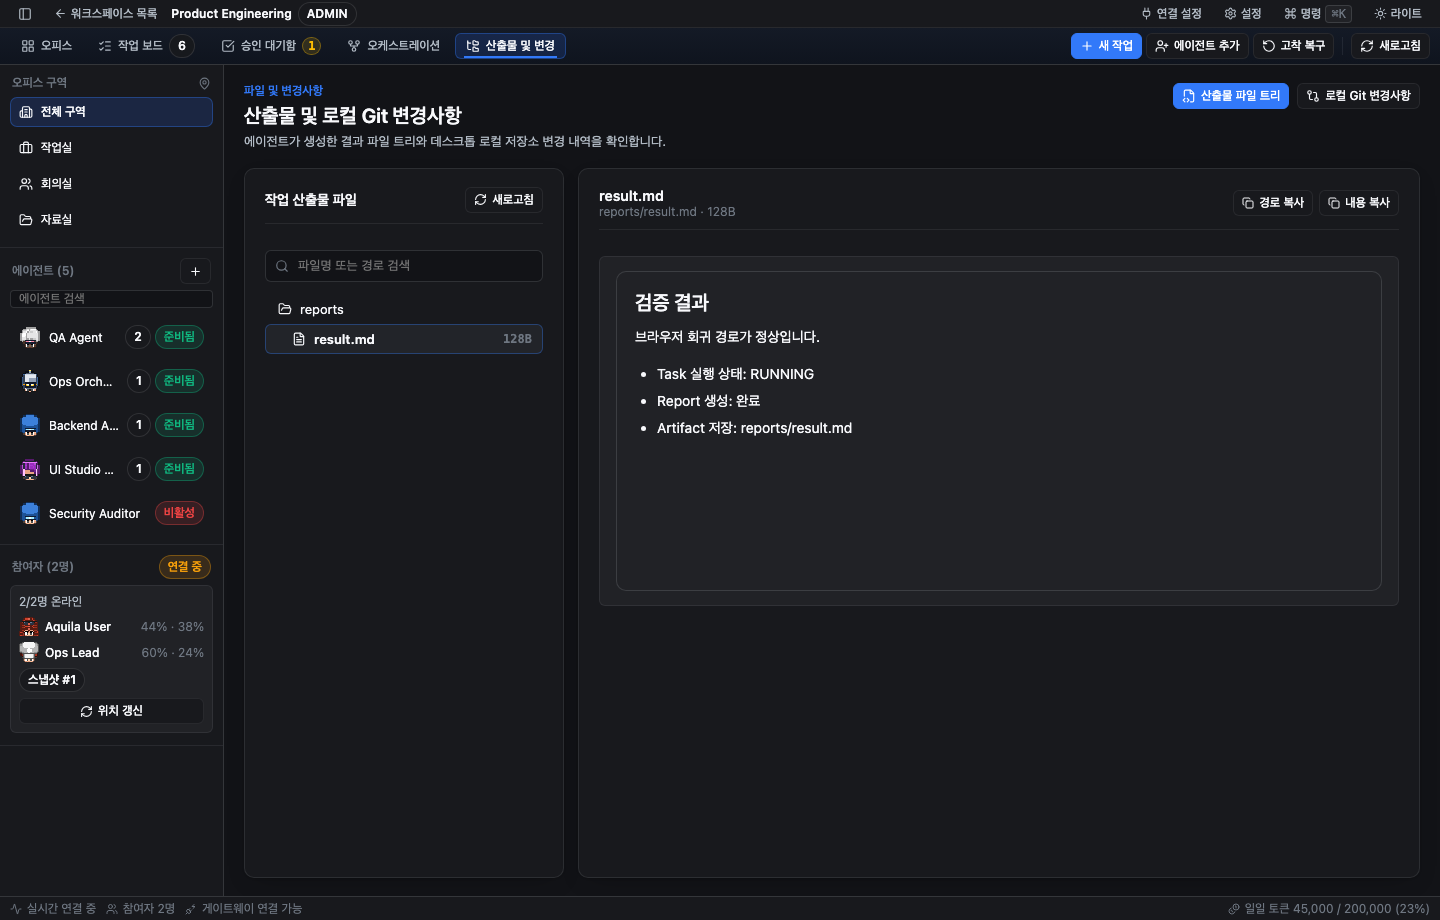 워크스페이스 목록 Product Engineering ADMIN 연결 설정 설정 명령 ⌘K 라이트
오피스 작업 보드 6 승인 대기함 1 오케스트레이션 산출물 및 변경 새 작업 에이전트 추가 고착 복구 새로고침
오피스 구역
전체 구역
작업실
회의실
자료실
에이전트 (5)
에이전트 검색
QA Agent 2 준비됨
Ops Orch... 1 준비됨
Backend A... 1 준비됨
UI Studio ... 1 준비됨
Security Auditor 비활성
참여자 (2명) 연결 중
2/2명 온라인
Aquila User 44% · 38%
Ops Lead 60% · 24%
스냅샷 #1
위치 갱신
파일 및 변경사항
산출물 및 로컬 Git 변경사항
에이전트가 생성한 결과 파일 트리와 데스크톱 로컬 저장소 변경 내역을 확인합니다.
산출물 파일 트리 로컬 Git 변경사항
작업 산출물 파일 새로고침
파일명 또는 경로 검색
reports
result.md 128B
result.md
reports/result.md · 128B
경로 복사 내용 복사
검증 결과
브라우저 회귀 경로가 정상입니다.
• Task 실행 상태: RUNNING
• Report 생성: 완료
• Artifact 저장: reports/result.md
실시간 연결 중 참여자 2명 게이트웨이 연결 가능 일일 토큰 45,000 / 200,000 (23%)